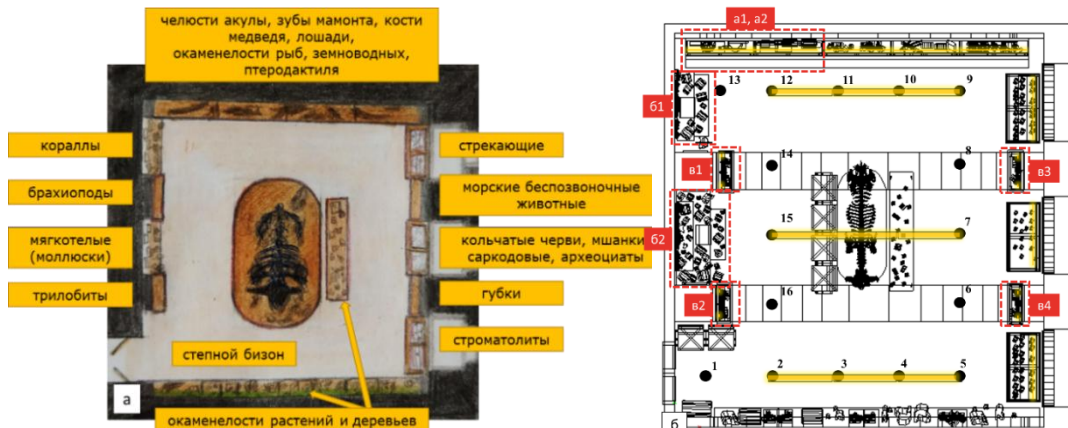 челюсти акулы, зубы мамонта, кости
медведя, лошади,
окаменелости рыб, земноводных,
птеродактиля
кораллы
брахиоподы
мягкотелые
(моллюски)
трилобиты
стрекающие
морские беспозвоночные
животные
кольчатые черви, мшанки
саркодовые, археоциаты
губки
строматолиты
степной бизон
а
окаменелости растений и деревьев
а1, а2
б1
13
12
11
10
9
в1
14
8
в3
б2
15
7
в2
16
6
в4
1
2
3
4
5
б